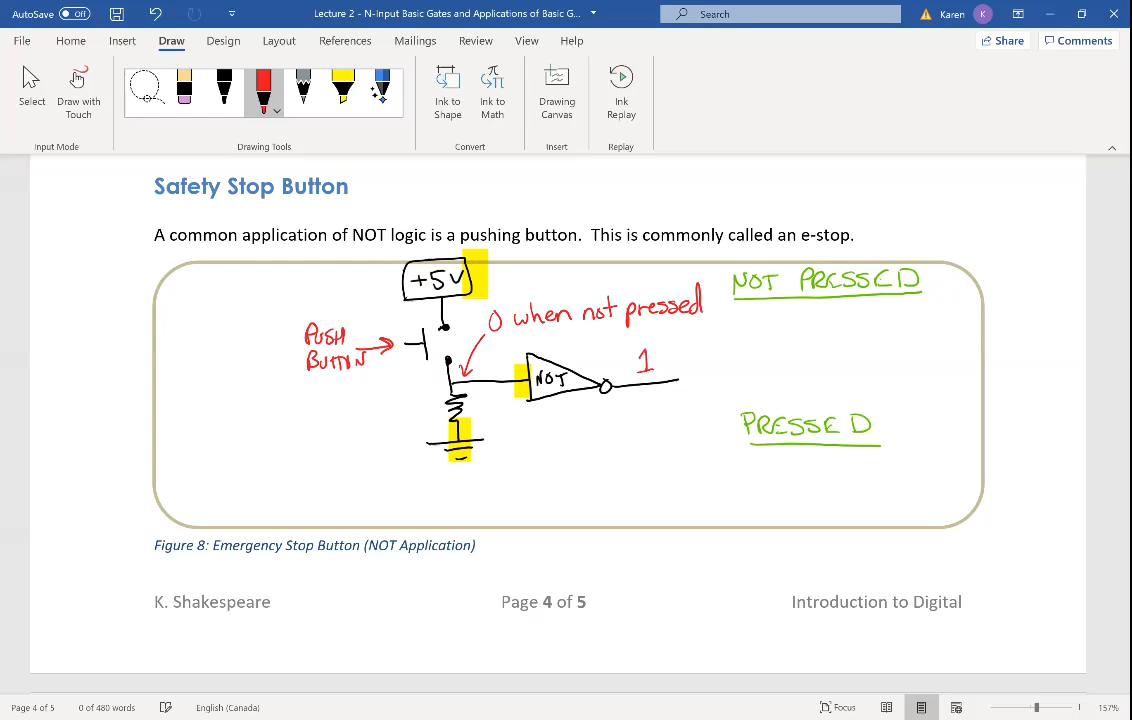 AutoSave Off Lecture 2 - N-Input Basic Gates and Applications of Basic G... Search Karen K
File Home Insert Draw Design Layout References Mailings Review View Help Share Comments
Select
Draw with Touch
Ink to Shape
Ink to Math
Drawing Canvas
Ink Replay
Input Mode Drawing Tools Convert Insert Replay
Safety Stop Button
A common application of NOT logic is a pushing button. This is commonly called an e-stop.
+5V
NOT PRESSED
0 when not pressed
PUSH
BUTTON
NOT
1
PRESSED
Figure 8: Emergency Stop Button (NOT Application)
K. Shakespeare Page 4 of 5 Introduction to Digital
Page 4 of 5 0 of 480 words English (Canada) Focus 157%